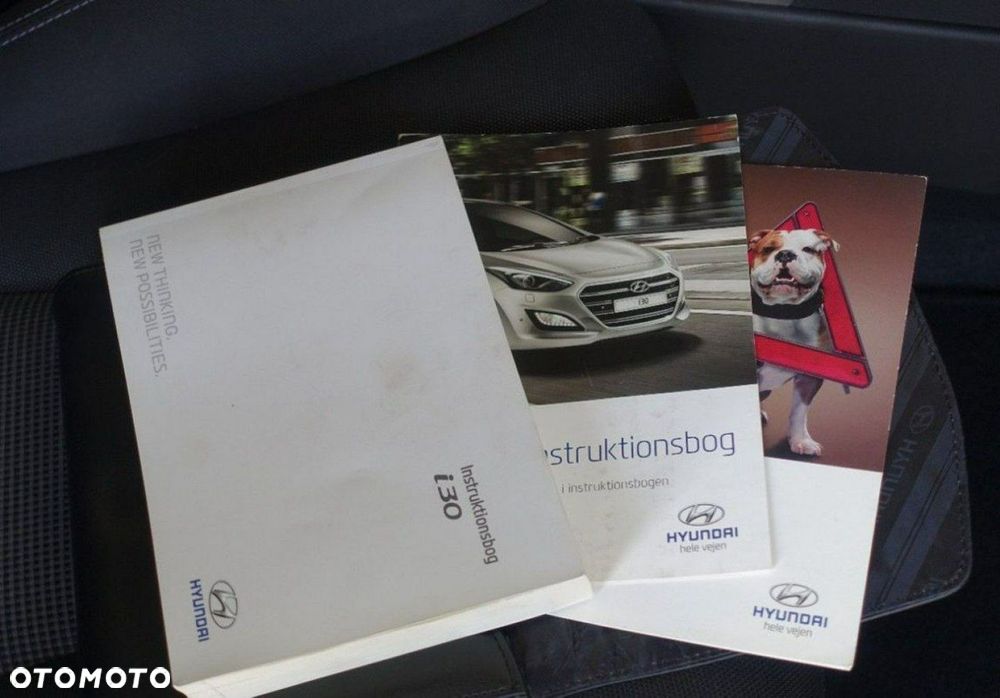 NEW THINKING.
NEW POSSIBILITIES.
Instruktionsbog
i30
HYUNDAI
i30
nstruktionsbog
i instruktionsbogen
HYUNDAI
hele vejen
HYUNDAI
hele vejen
OTOMOTO